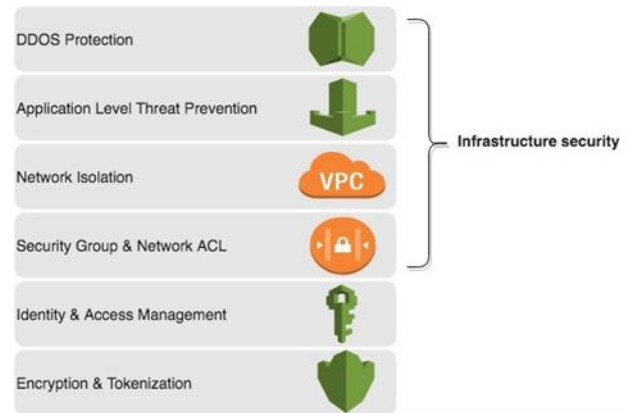 DDOS Protection
Application Level Threat Prevention
Infrastructure security
Network Isolation
VPC
Security Group & Network ACL
Identity & Access Management
Encryption & Tokenization